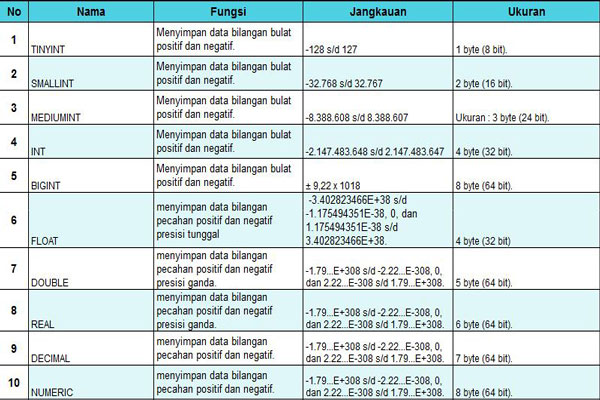 No Nama Fungsi Jangkauan Ukuran
1 TINYINT Menyimpan data bilangan bulat
positif dan negatif. -128 s/d 127 1 byte (8 bit).
2 SMALLINT Menyimpan data bilangan bulat
positif dan negatif. -32.768 s/d 32.767 2 byte (16 bit).
3 MEDIUMINT Menyimpan data bilangan bulat
positif dan negatif. -8.388.608 s/d 8.388.607 Ukuran : 3 byte (24 bit).
4 INT Menyimpan data bilangan bulat
positif dan negatif. -2.147.483.648 s/d 2.147.483.647 4 byte (32 bit).
5 BIGINT Menyimpan data bilangan bulat
positif dan negatif. ± 9,22 x 1018 8 byte (64 bit).
6 FLOAT menyimpan data bilangan
pecahan positif dan negatif
presisi tunggal
-3.402823466E+38 s/d
-1.175494351E-38, 0, dan
1.175494351E-38 s/d
3.402823466E+38. 4 byte (32 bit)
7 DOUBLE menyimpan data bilangan
pecahan positif dan negatif
presisi ganda.
-1.79...E+308 s/d -2.22...E-308, 0,
dan 2.22...E-308 s/d 1.79...E+308. 5 byte (64 bit).
8 REAL menyimpan data bilangan
pecahan positif dan negatif
presisi ganda.
-1.79...E+308 s/d -2.22...E-308, 0,
dan 2.22...E-308 s/d 1.79...E+308. 6 byte (64 bit).
9 DECIMAL menyimpan data bilangan
pecahan positif dan negatif.
-1.79...E+308 s/d -2.22...E-308, 0,
dan 2.22...E-308 s/d 1.79...E+308. 7 byte (64 bit).
10 NUMERIC menyimpan data bilangan
pecahan positif dan negatif.
-1.79...E+308 s/d -2.22...E-308, 0,
dan 2.22...E-308 s/d 1.79...E+308. 8 byte (64 bit).